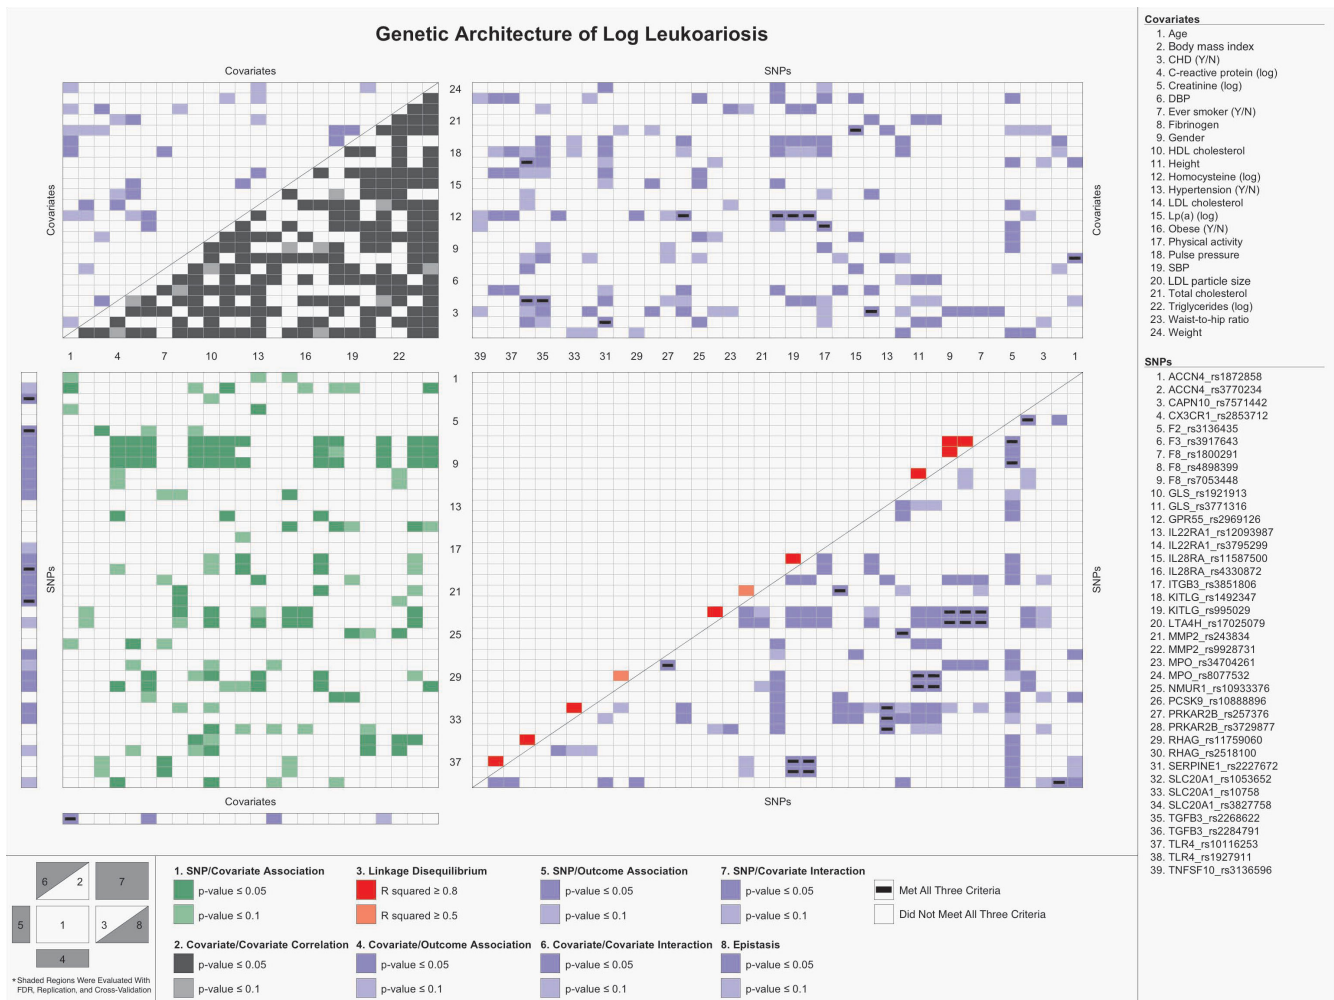 Genetic Architecture of Log Leukoariosis
Covariates
SNPs
24
21
18
15
12
9
6
3
Covariates
Covariates
1 4 7 10 13 16 19 22
39 37 35 33 31 29 27 25 23 21 19 17 15 13 11 9 7 5 3 1
1
5
9
13
17
21
25
29
33
37
SNPs
SNPs
Covariates
SNPs
Covariates
1. Age
2. Body mass index
3. CHD (Y/N)
4. C-reactive protein (log)
5. Creatinine (log)
6. DBP
7. Ever smoker (Y/N)
8. Fibrinogen
9. Gender
10. HDL cholesterol
11. Height
12. Homocysteine (log)
13. Hypertension (Y/N)
14. LDL cholesterol
15. Lp(a) (log)
16. Obese (Y/N)
17. Physical activity
18. Pulse pressure
19. SBP
20. LDL particle size
21. Total cholesterol
22. Triglycerides (log)
23. Waist-to-hip ratio
24. Weight
SNPs
1. ACCN4_rs1872858
2. ACCN4_rs3770234
3. CAPN10_rs7571442
4. CX3CR1_rs2853712
5. F2_rs3136435
6. F3_rs3917643
7. F8_rs1800291
8. F8_rs4898399
9. F8_rs7053448
10. GLS_rs1921913
11. GLS_rs3771316
12. GPR55_rs2969126
13. IL22RA1_rs12093987
14. IL22RA1_rs3795299
15. IL28RA_rs11587500
16. IL28RA_rs4330872
17. ITGB3_rs3851806
18. KITLG_rs1492347
19. KITLG_rs995029
20. LTA4H_rs17025079
21. MMP2_rs243834
22. MMP2_rs9928731
23. MPO_rs34704261
24. MPO_rs8077532
25. NMUR1_rs10933376
26. PCSK9_rs10888896
27. PRKAR2B_rs257376
28. PRKAR2B_rs3729877
29. RHAG_rs11759060
30. RHAG_rs2518100
31. SERPINE1_rs2227672
32. SLC20A1_rs1053652
33. SLC20A1_rs10758
34. SLC20A1_rs3827758
35. TGFB3_rs2268622
36. TGFB3_rs2284791
37. TLR4_rs10116253
38. TLR4_rs1927911
39. TNFSF10_rs3136596
6 2 7
5 1 3 8
4
*Shaded Regions Were Evaluated With
FDR, Replication, and Cross-Validation
1. SNP/Covariate Association
p-value ≤ 0.05
p-value ≤ 0.1
2. Covariate/Covariate Correlation
p-value ≤ 0.05
p-value ≤ 0.1
3. Linkage Disequilibrium
R squared ≥ 0.8
R squared ≥ 0.5
4. Covariate/Outcome Association
p-value ≤ 0.05
p-value ≤ 0.1
5. SNP/Outcome Association
p-value ≤ 0.05
p-value ≤ 0.1
6. Covariate/Covariate Interaction
p-value ≤ 0.05
p-value ≤ 0.1
7. SNP/Covariate Interaction
p-value ≤ 0.05
p-value ≤ 0.1
8. Epistasis
p-value ≤ 0.05
p-value ≤ 0.1
Met All Three Criteria
Did Not Meet All Three Criteria